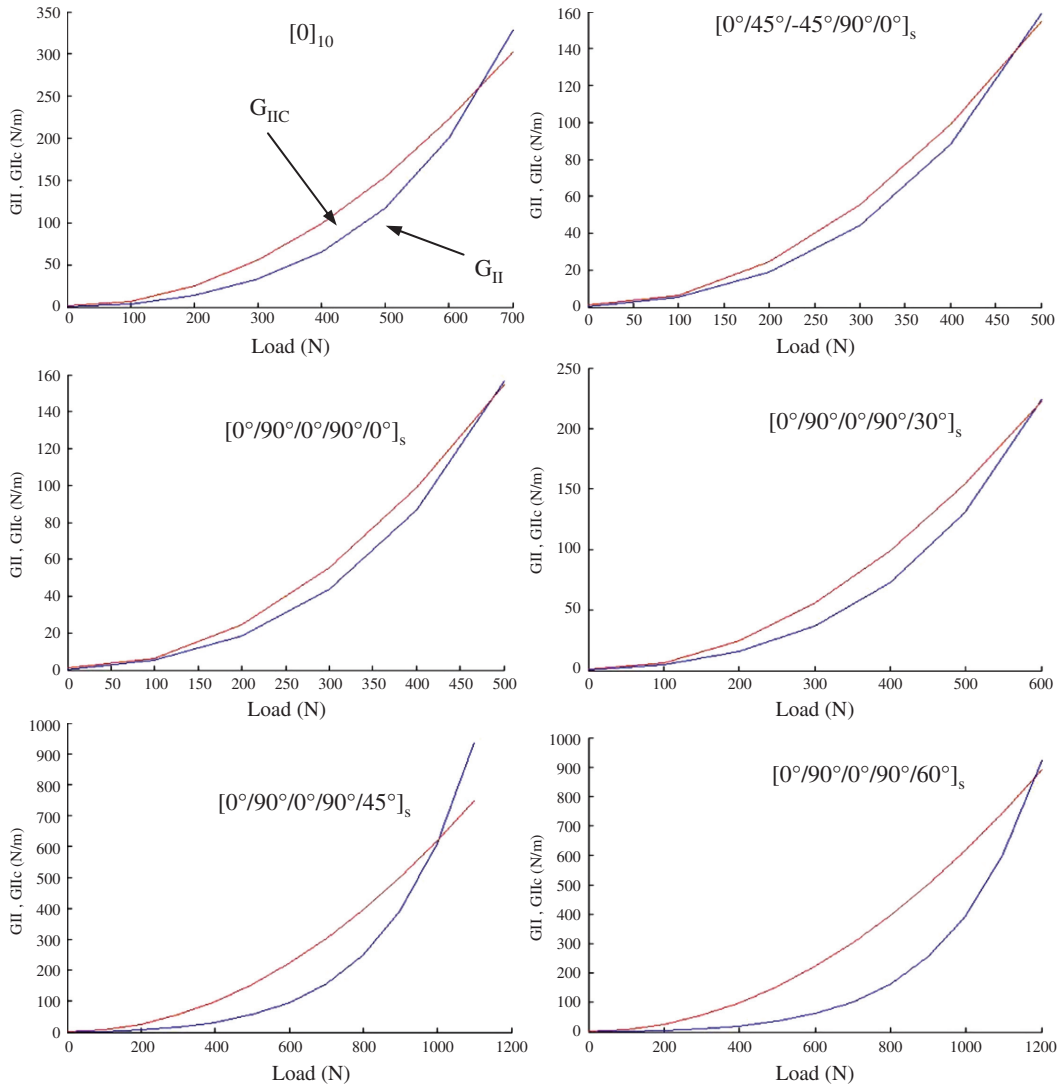 [0]10
GIIC
GII
GII , GIIc (N/m)
350
300
250
200
150
100
50
0
0 100 200 300 400 500 600 700
Load (N)
[0°/45°/-45°/90°/0°]s
GII , GIIc (N/m)
160
140
120
100
80
60
40
20
0
0 50 100 150 200 250 300 350 400 450 500
Load (N)
[0°/90°/0°/90°/0°]s
GII , GIIc (N/m)
160
140
120
100
80
60
40
20
0
0 50 100 150 200 250 300 350 400 450 500
Load (N)
[0°/90°/0°/90°/30°]s
GII , GIIc (N/m)
250
200
150
100
50
0
0 100 200 300 400 500 600
Load (N)
[0°/90°/0°/90°/45°]s
GII , GIIc (N/m)
1000
900
800
700
600
500
400
300
200
100
0
0 200 400 600 800 1000 1200
Load (N)
[0°/90°/0°/90°/60°]s
GII , GIIc (N/m)
1000
900
800
700
600
500
400
300
200
100
0
0 200 400 600 800 1000 1200
Load (N)